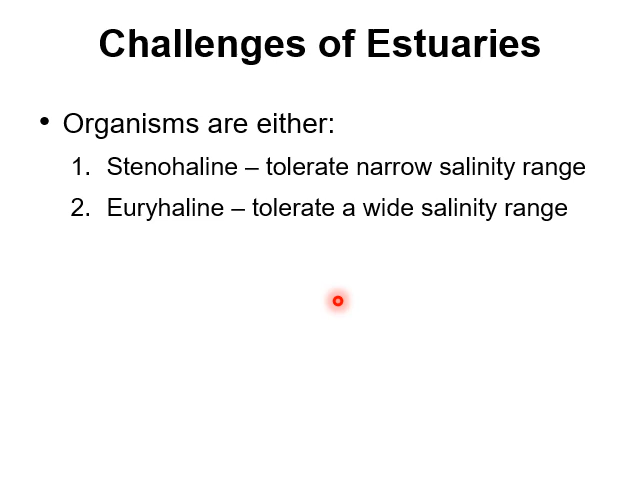 Challenges of Estuaries
• Organisms are either:
1. Stenohaline – tolerate narrow salinity range
2. Euryhaline – tolerate a wide salinity range